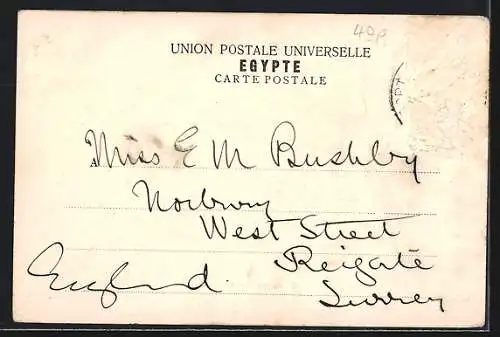 40p
UNION POSTALE UNIVERSELLE
EGYPTE
CARTE POSTALE
A Miss E M Bushby
Norbury
West Street
Reigate
Surrey
England.